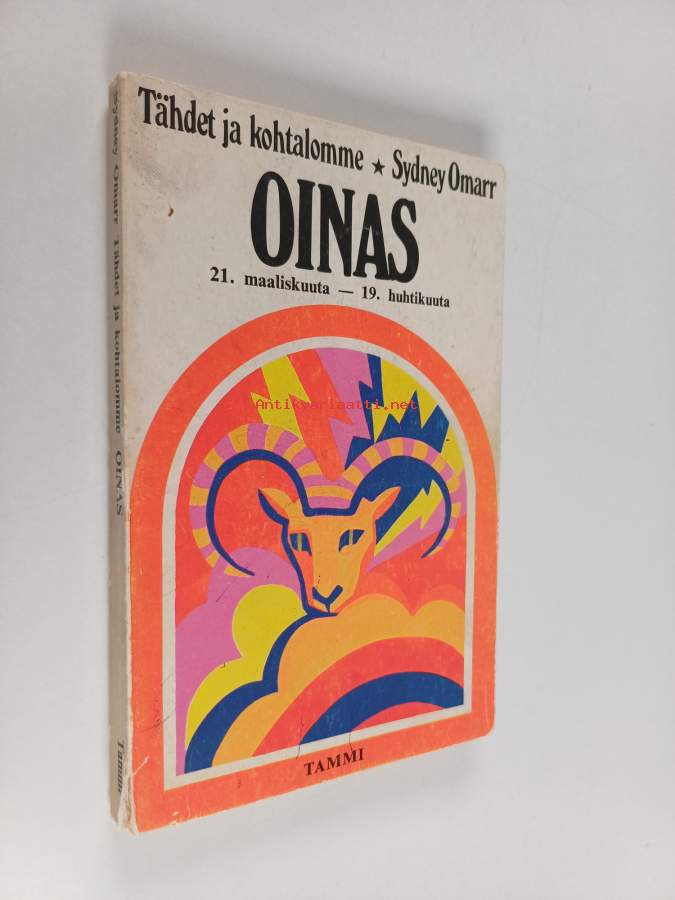 Tähdet ja kohtalomme ★ Sydney Omarr
OINAS
21. maaliskuuta — 19. huhtikuuta
Antikvariaatti.net
TAMMI
Sydney Omarr Tähdet ja kohtalomme OINAS
Tammi